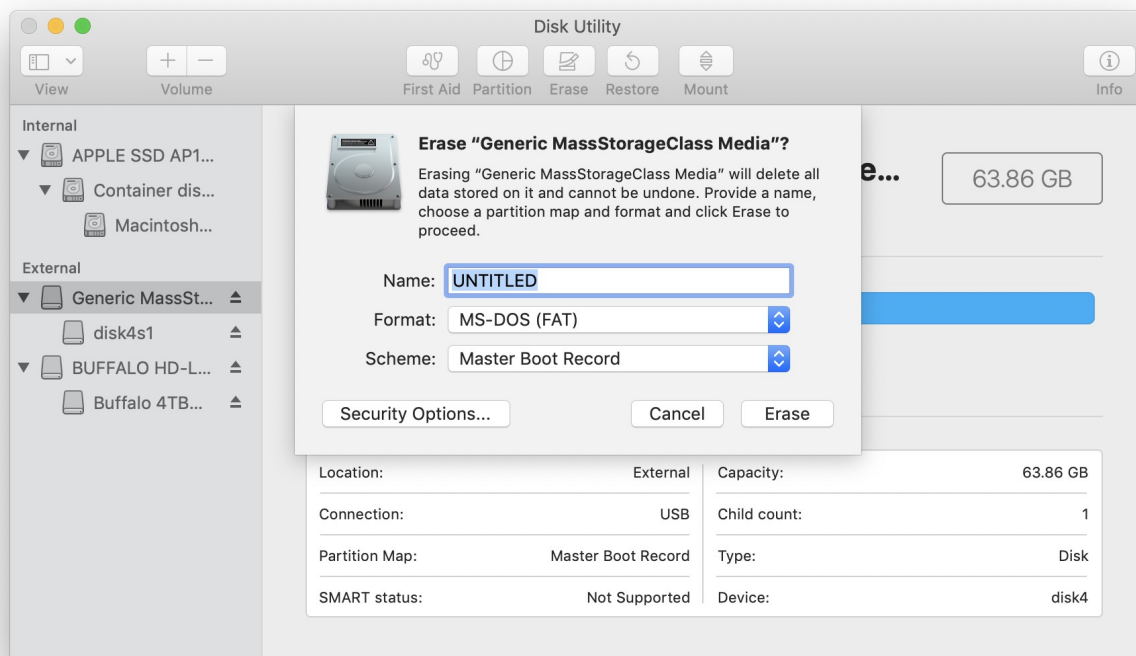 Disk Utility
View
Volume
First Aid
Partition
Erase
Restore
Mount
Info
Internal
APPLE SSD AP1...
Container dis...
Macintosh...
External
Generic MassSt...
disk4s1
BUFFALO HD-L...
Buffalo 4TB...
e...
63.86 GB
Erase “Generic MassStorageClass Media”?
Erasing “Generic MassStorageClass Media” will delete all
data stored on it and cannot be undone. Provide a name,
choose a partition map and format and click Erase to
proceed.
Name: UNTITLED
Format: MS-DOS (FAT)
Scheme: Master Boot Record
Security Options...
Cancel
Erase
Location: External
Capacity: 63.86 GB
Connection: USB
Child count: 1
Partition Map: Master Boot Record
Type: Disk
SMART status: Not Supported
Device: disk4